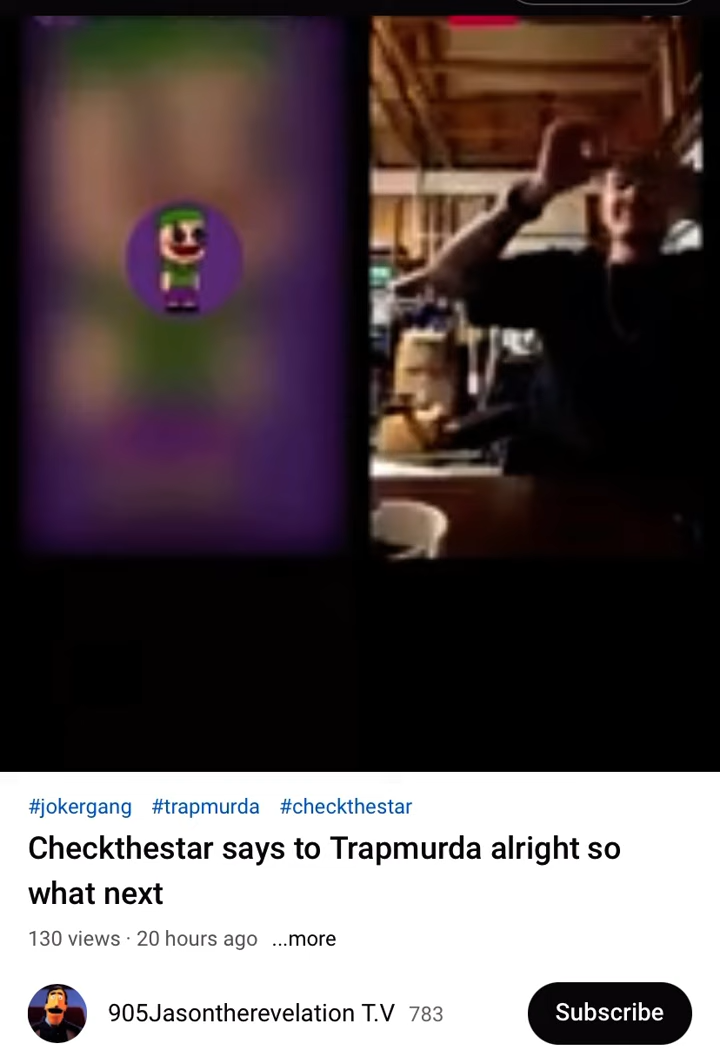 #jokergang #trapmurda #checkthestar
Checkthestar says to Trapmurda alright so
what next
130 views · 20 hours ago ...more
905Jasontherevelation T.V 783
Subscribe